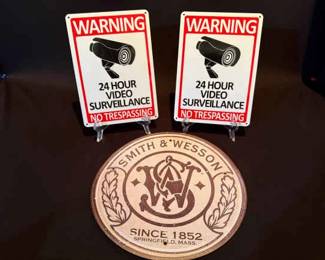 WARNING
24 HOUR
VIDEO
SURVEILLANCE
NO TRESPASSING
WARNING
24 HOUR
VIDEO
SURVEILLANCE
NO TRESPASSING
SMITH & WESSON
SW
SINCE 1852
SPRINGFIELD, MASS.